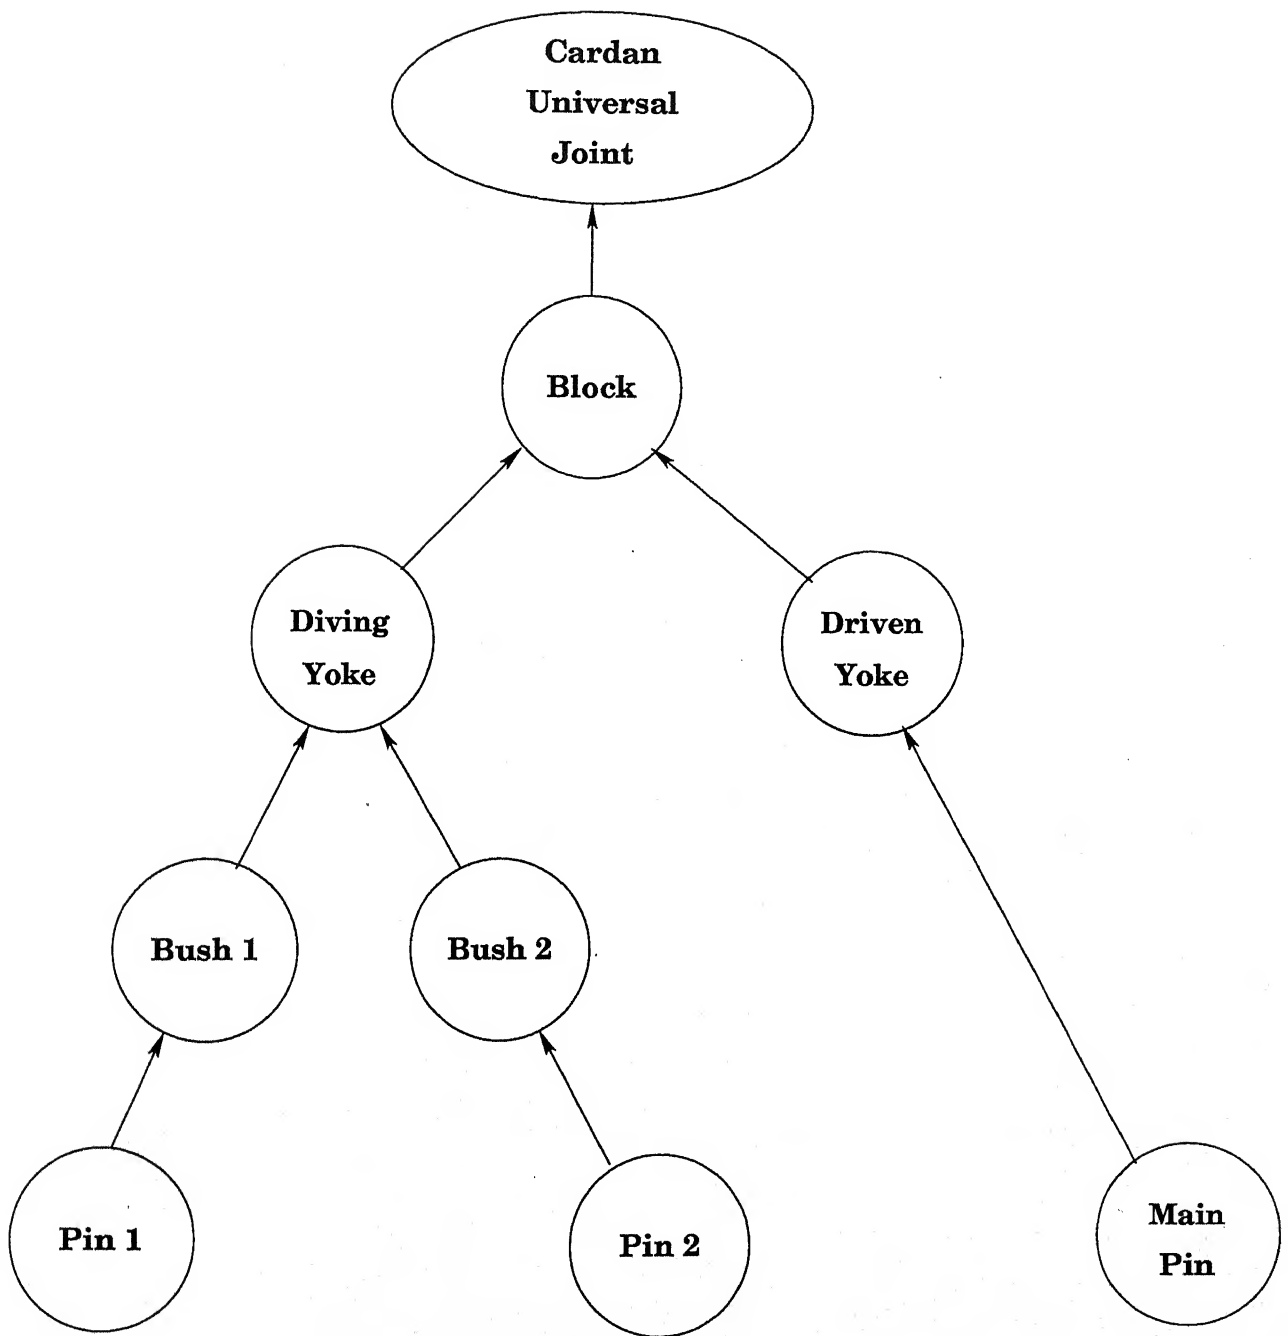 Cardan
Universal
Joint
Block
Diving
Yoke
Driven
Yoke
Bush 1
Bush 2
Pin 1
Pin 2
Main
Pin